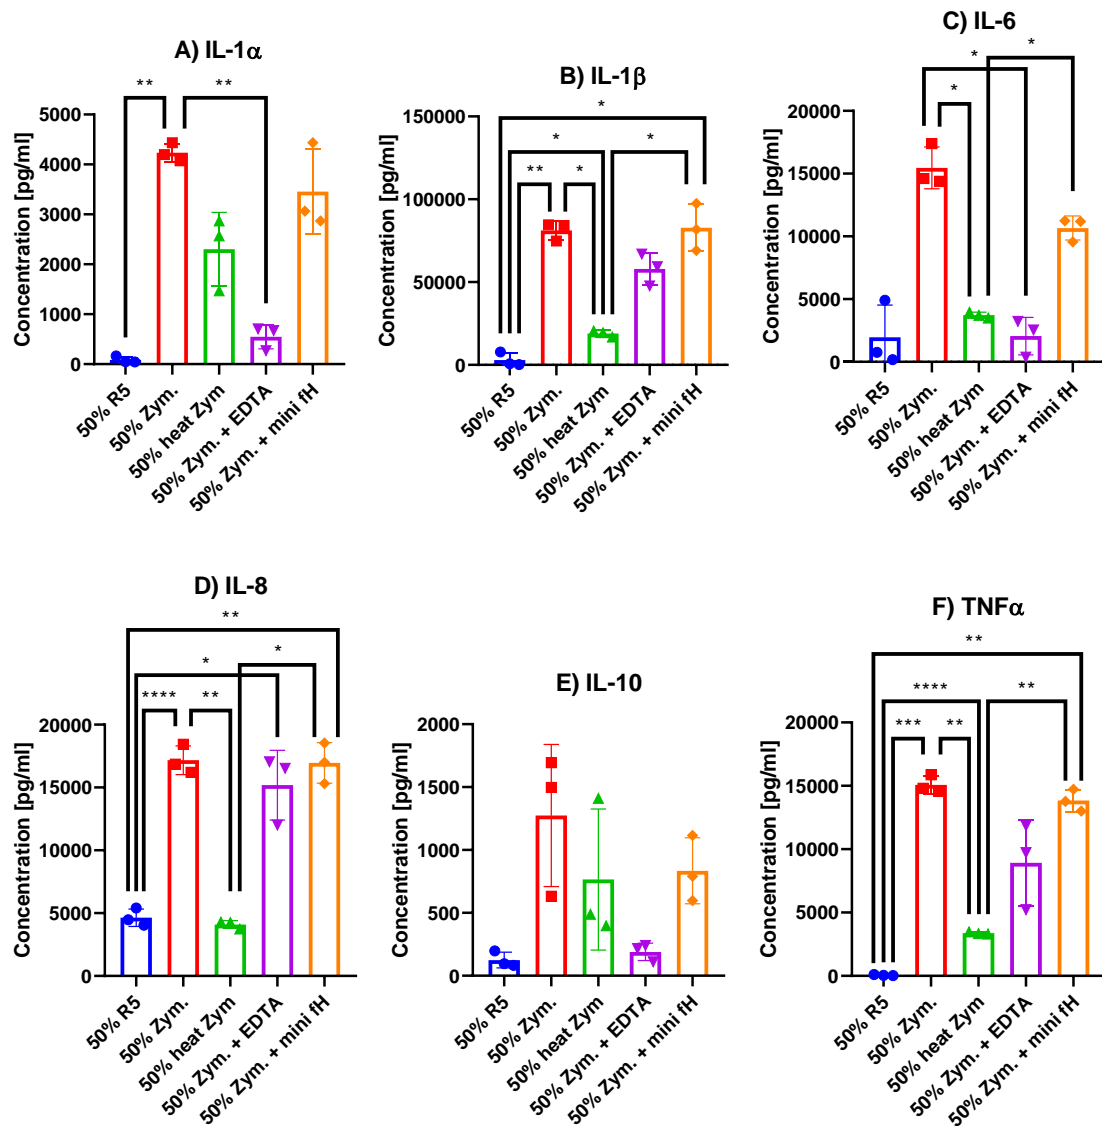 A) IL-1α
** **
Concentration [pg/ml]
5000
4000
3000
2000
1000
0
50% R5
50% Zym.
50% heat Zym
50% Zym. + EDTA
50% Zym. + mini fH
B) IL-1β
*
* *
** *
Concentration [pg/ml]
150000
100000
50000
0
50% R5
50% Zym.
50% heat Zym
50% Zym. + EDTA
50% Zym. + mini fH
C) IL-6
* *
*
Concentration [pg/ml]
20000
15000
10000
5000
0
50% R5
50% Zym.
50% heat Zym
50% Zym. + EDTA
50% Zym. + mini fH
D) IL-8
**
* *
**** **
Concentration [pg/ml]
20000
15000
10000
5000
0
50% R5
50% Zym.
50% heat Zym
50% Zym. + EDTA
50% Zym. + mini fH
E) IL-10
Concentration [pg/ml]
2000
1500
1000
500
0
50% R5
50% Zym.
50% heat Zym
50% Zym. + EDTA
50% Zym. + mini fH
F) TNFα
**
**** **
*** **
Concentration [pg/ml]
20000
15000
10000
5000
0
50% R5
50% Zym.
50% heat Zym
50% Zym. + EDTA
50% Zym. + mini fH